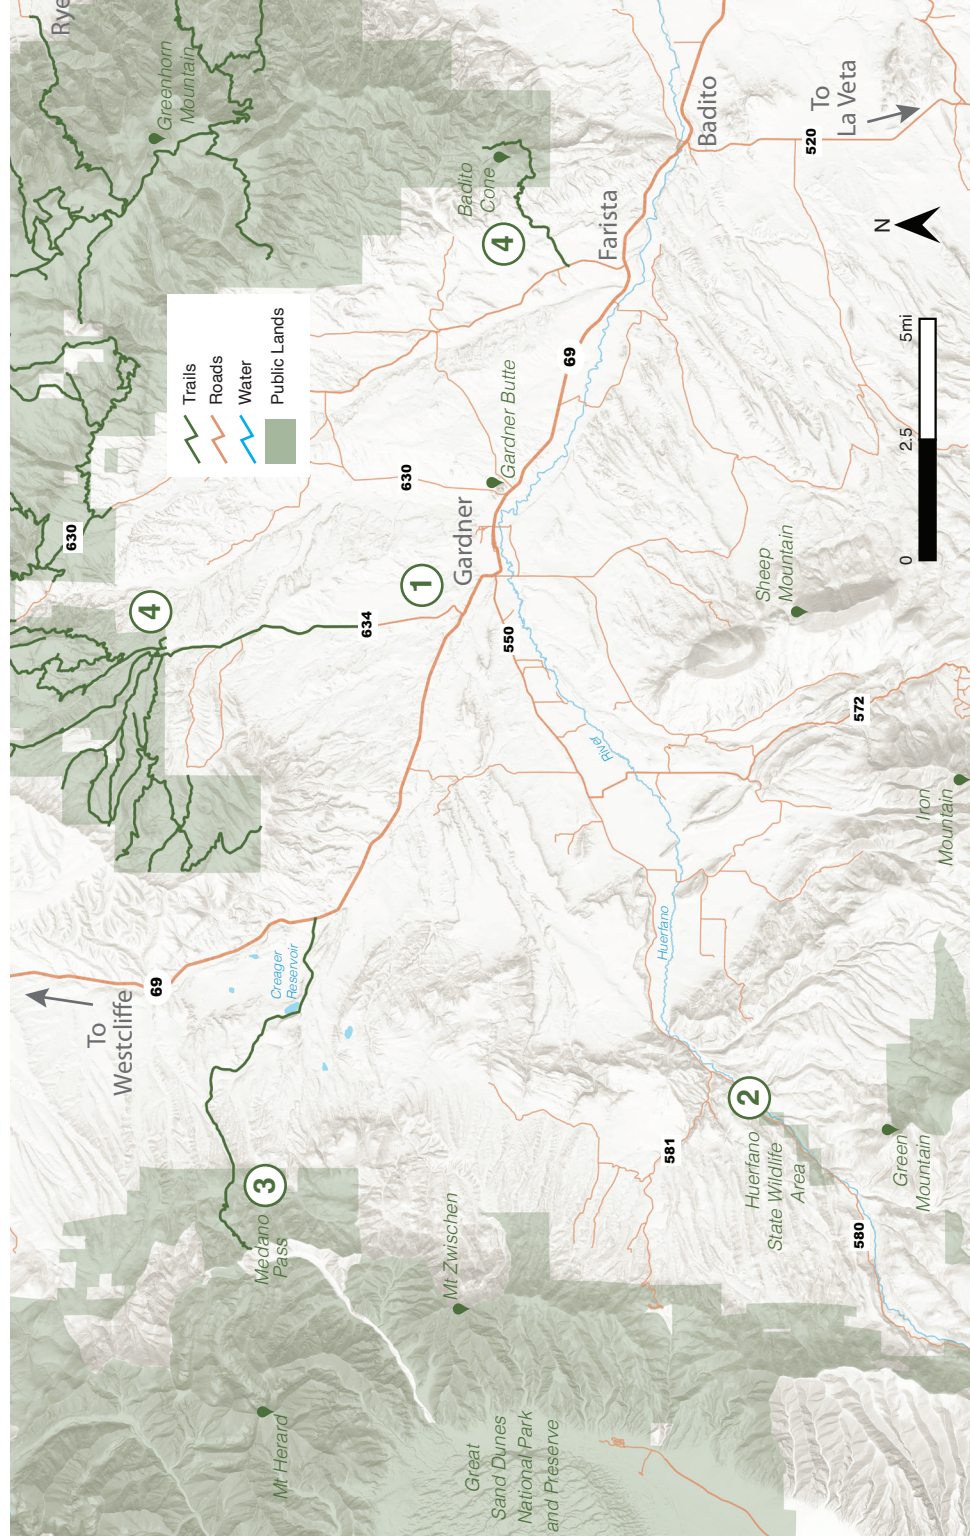 Rye
Greenhorn
Mountain
Badito
Cone
4
Badito
To
La Veta
520
Farista
N
69
Gardner Butte
Trails
Roads
Water
Public Lands
0
2.5
5mi
630
630
Gardner
1
4
634
550
Sheep
Mountain
572
River
Iron
Mountain
Huerfano
Creager
Reservoir
69
To
Westcliffe
2
Huerfano
State Wildlife
Area
Green
Mountain
581
580
3
Medano
Pass
Mt Zwischen
Mt Herard
Great
Sand Dunes
National Park
and Preserve